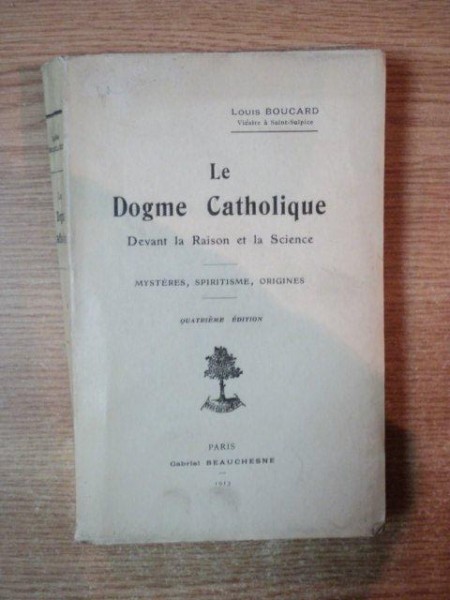 Louis BOUCARD
Vicaire à Saint-Sulpice
Le
Dogme Catholique
Devant la Raison et la Science
MYSTÈRES, SPIRITISME, ORIGINES
QUATRIÈME ÉDITION
PARIS
Gabriel BEAUCHESNE